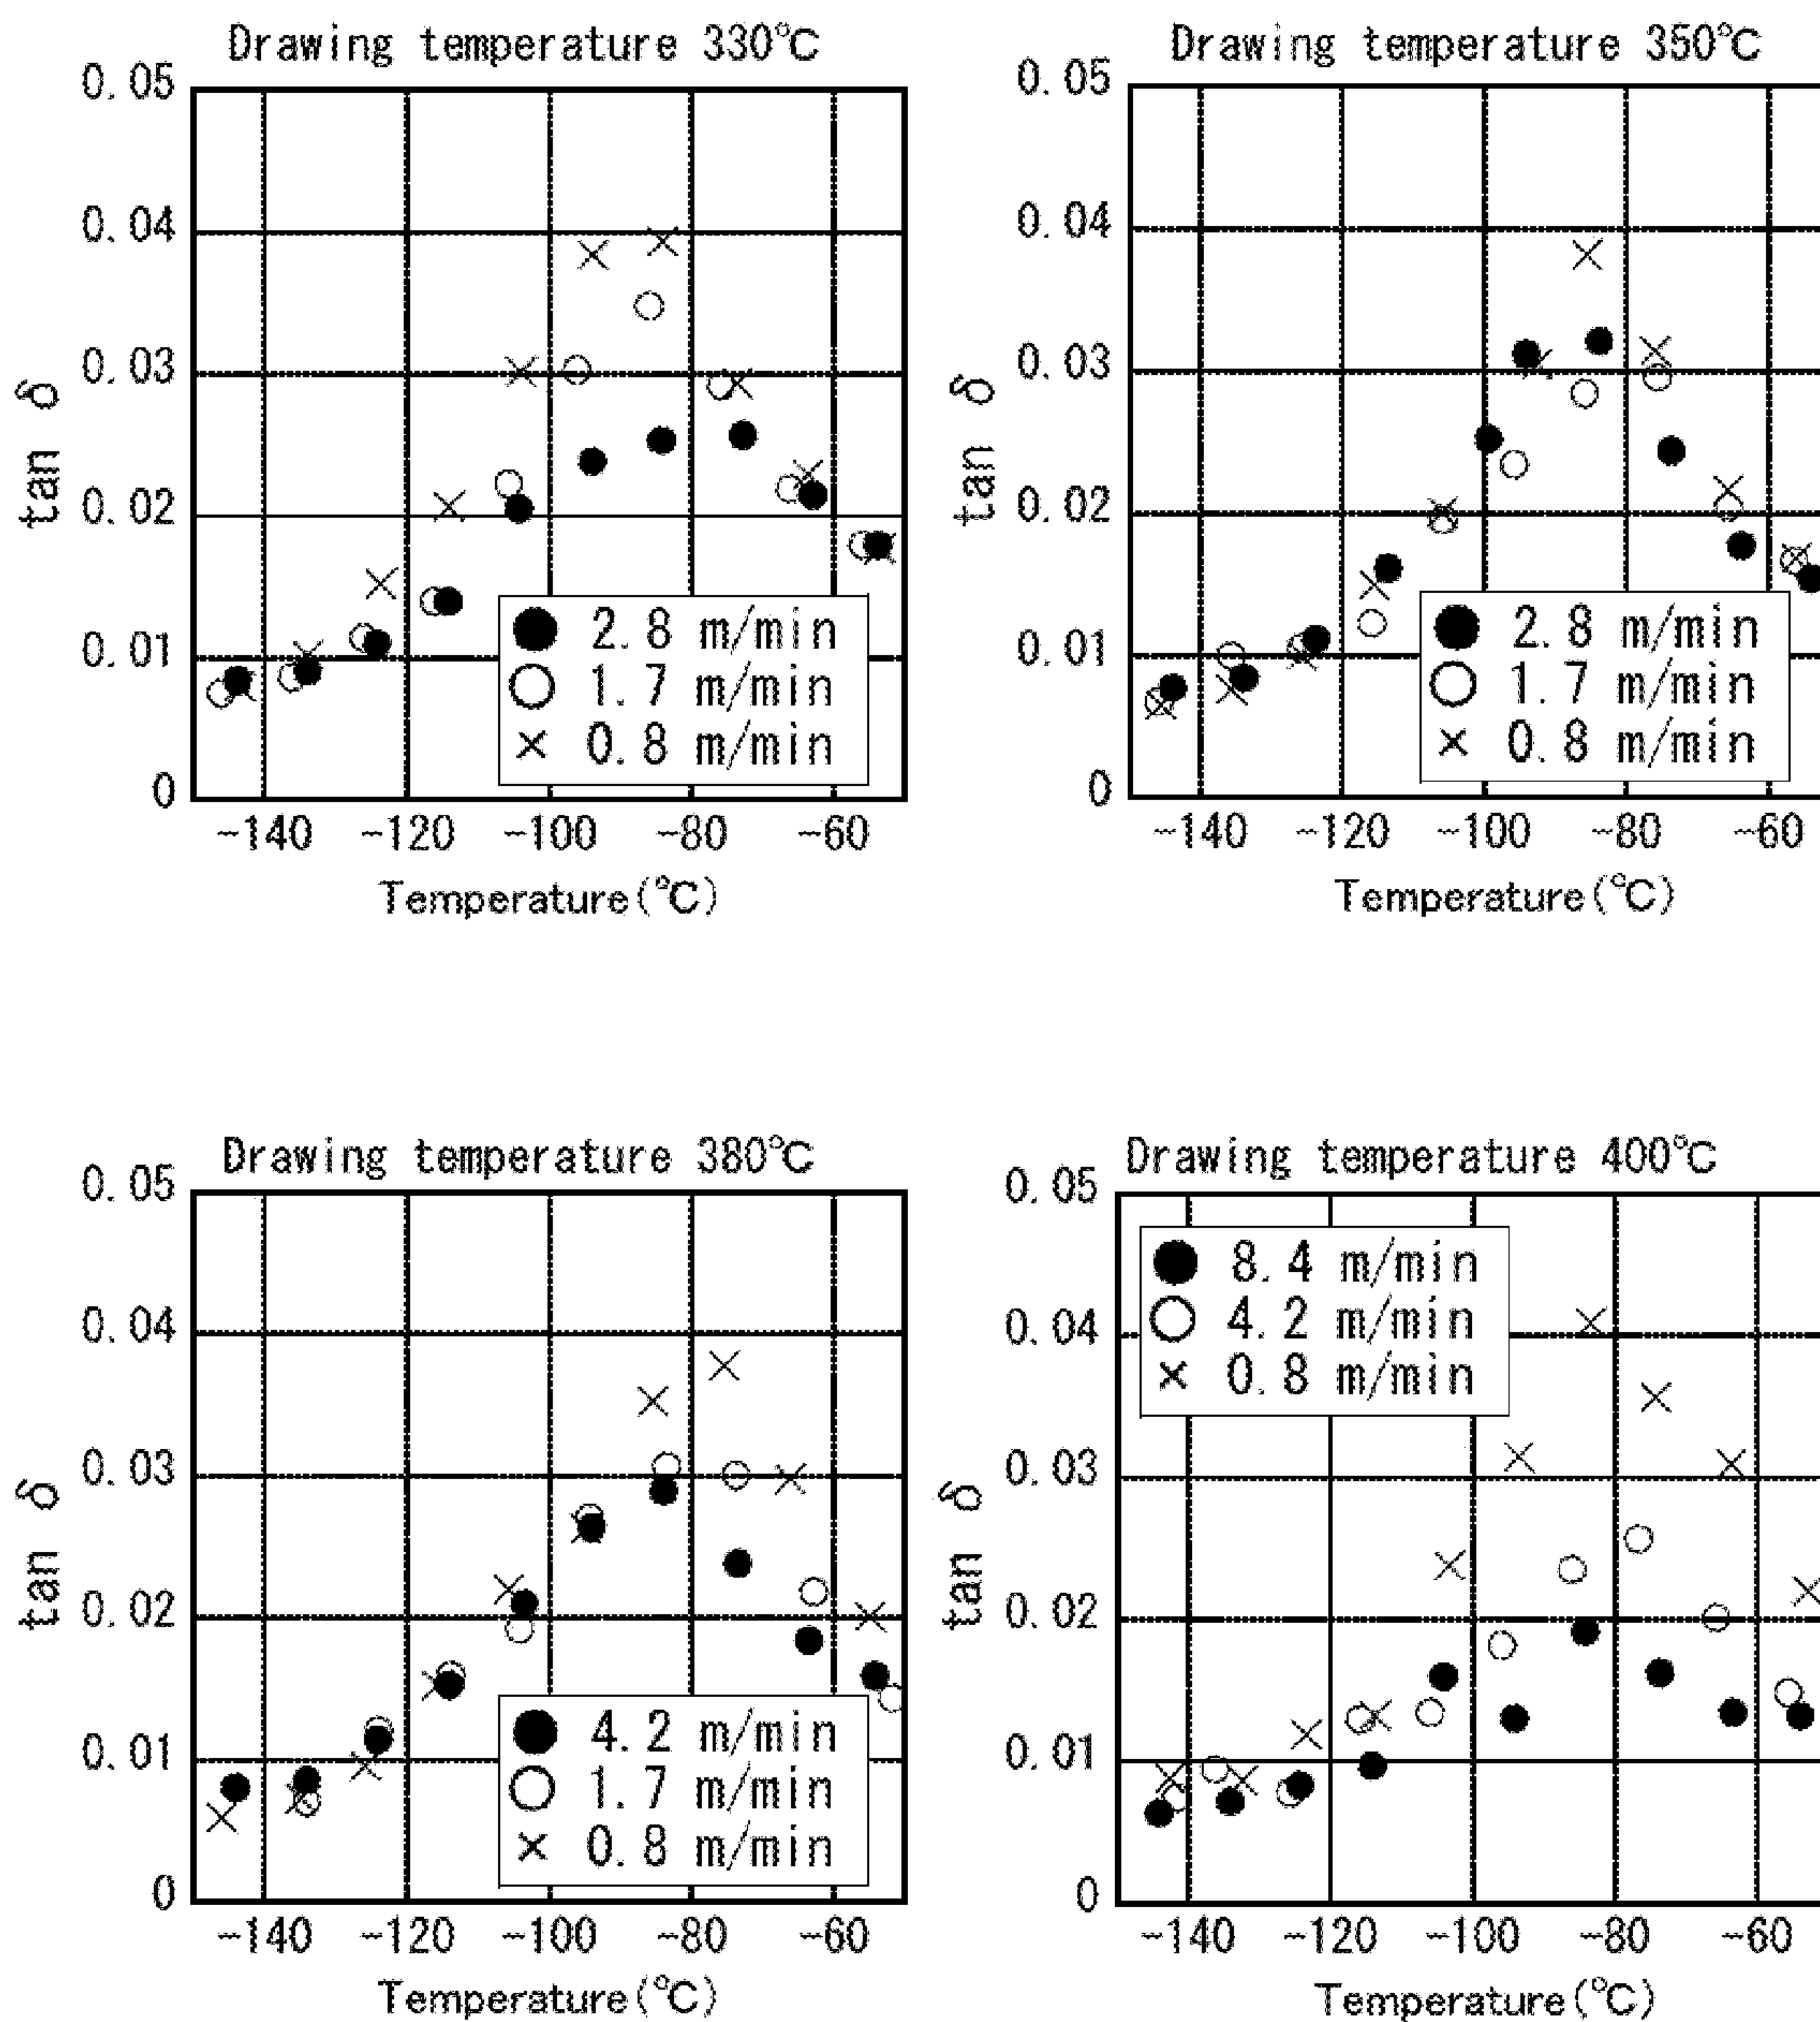 Drawing temperature 330℃
0.05
0.04
0.03
0.02
0.01
0
tan δ
● 2.8 m/min
○ 1.7 m/min
× 0.8 m/min
~140 ~120 ~100 ~80 ~60
Temperature(℃)
Drawing temperature 350℃
0.05
0.04
0.03
0.02
0.01
0
tan δ
● 2.8 m/min
○ 1.7 m/min
× 0.8 m/min
~140 ~120 ~100 ~80 ~60
Temperature(℃)
Drawing temperature 380℃
0.05
0.04
0.03
0.02
0.01
0
tan δ
● 4.2 m/min
○ 1.7 m/min
× 0.8 m/min
~140 ~120 ~100 ~80 ~60
Temperature(℃)
Drawing temperature 400℃
0.05
0.04
0.03
0.02
0.01
0
tan δ
● 8.4 m/min
○ 4.2 m/min
× 0.8 m/min
~140 ~120 ~100 ~80 ~60
Temperature(℃)